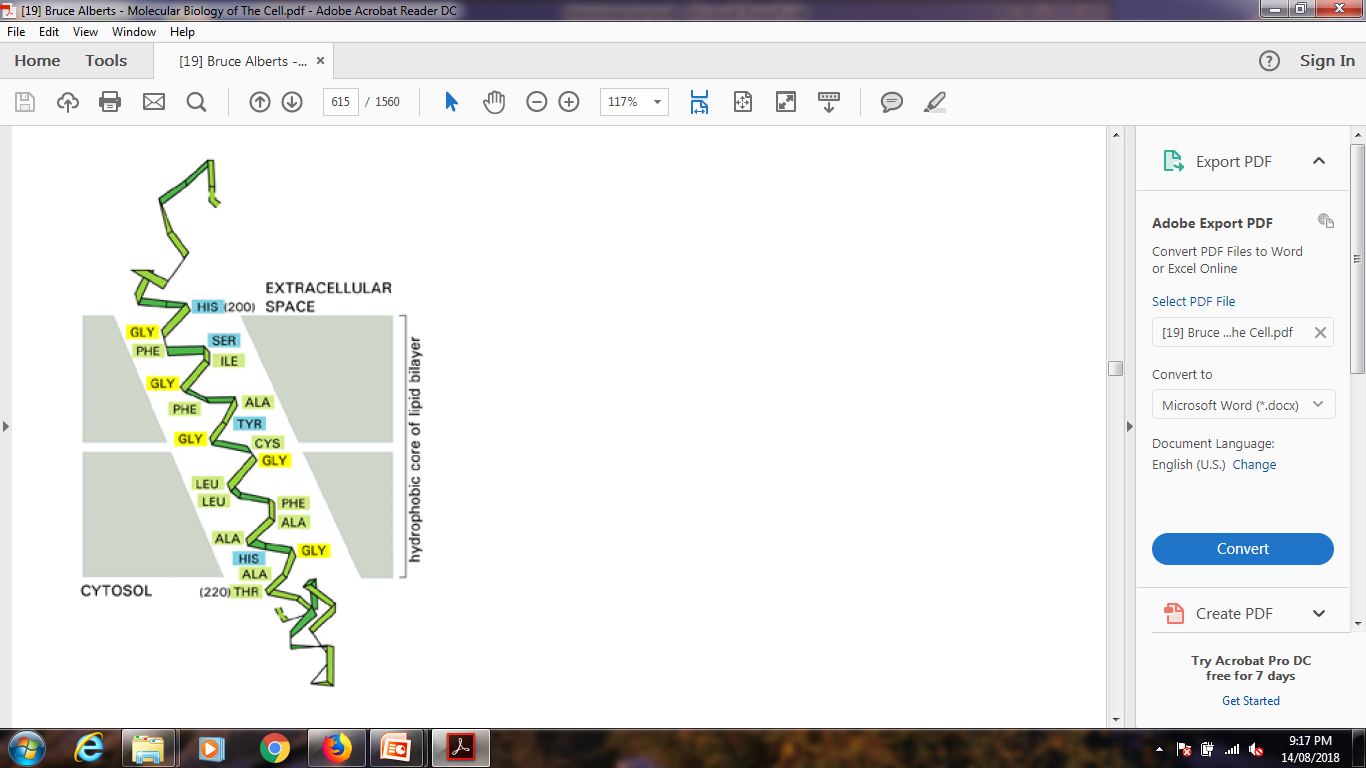 [19] Bruce Alberts - Molecular Biology of The Cell.pdf - Adobe Acrobat Reader DC
File Edit View Window Help
Home Tools [19] Bruce Alberts -... × Sign In
615 / 1560 117%
EXTRACELLULAR
SPACE
HIS (200)
GLY
SER
PHE
ILE
GLY
ALA
PHE
TYR
GLY
CYS
GLY
LEU
LEU
PHE
ALA
ALA
GLY
HIS
ALA
(220) THR
CYTOSOL
hydrophobic core of lipid bilayer
Export PDF
Adobe Export PDF
Convert PDF Files to Word
or Excel Online
Select PDF File
[19] Bruce ...he Cell.pdf
Convert to
Microsoft Word (*.docx)
Document Language:
English (U.S.) Change
Convert
Create PDF
Try Acrobat Pro DC
free for 7 days
Get Started
9:17 PM
14/08/2018